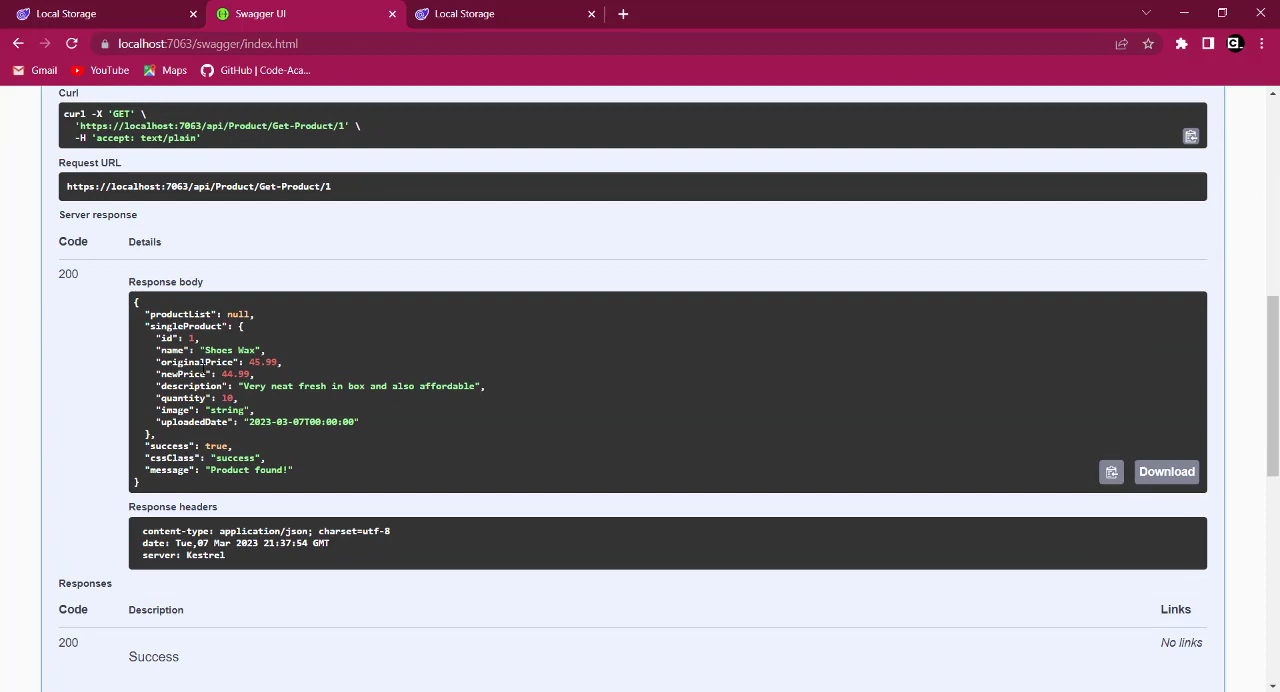 Local Storage
Swagger UI
Local Storage
localhost:7063/swagger/index.html
Gmail
YouTube
Maps
GitHub | Code-Aca...
Curl
curl -X 'GET' \
'https://localhost:7063/api/Product/Get-Product/1' \
-H 'accept: text/plain'
Request URL
https://localhost:7063/api/Product/Get-Product/1
Server response
Code Details
200
Response body
{
"productList": null,
"singleProduct": {
"id": 1,
"name": "Shoes Wax",
"originalPrice": 45.99,
"newPrice": 44.99,
"description": "Very neat fresh in box and also affordable",
"quantity": 10,
"image": "string",
"uploadedDate": "2023-03-07T00:00:00"
},
"success": true,
"cssClass": "success",
"message": "Product found!"
}
Download
Response headers
content-type: application/json; charset=utf-8
date: Tue,07 Mar 2023 21:37:54 GMT
server: Kestrel
Responses
Code Description Links
200 No links
Success